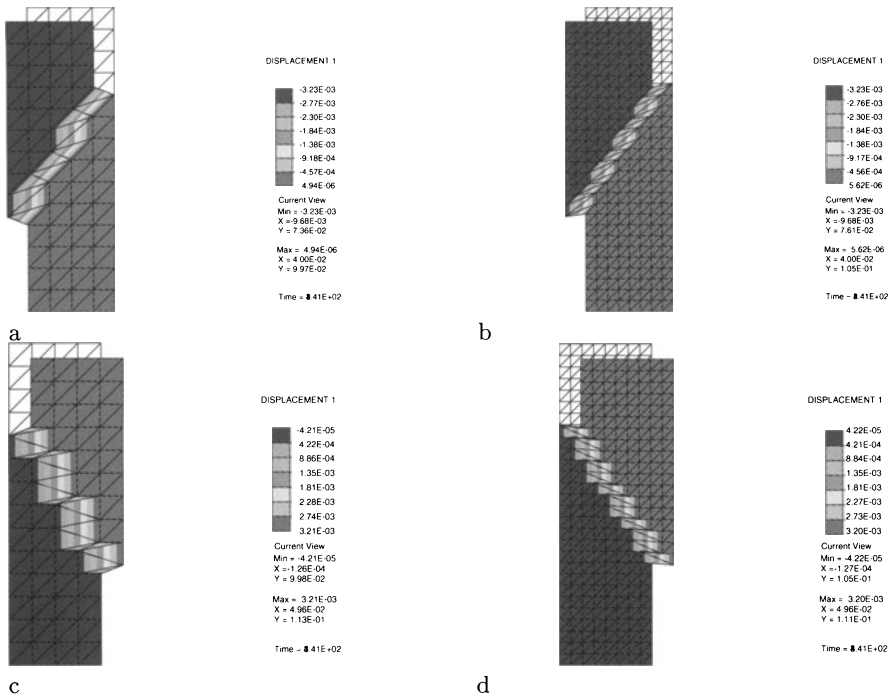 DISPLACEMENT 1
-3.23E-03
-2.77E-03
-2.30E-03
-1.84E-03
-1.38E-03
-9.18E-04
-4.57E-04
4.94E-06
Current View
Min = -3.23E-03
X =-9.68E-03
Y = 7.36E-02
Max = 4.94E-06
X = 4.00E-02
Y = 9.97E-02
Time = .41E+02
a
DISPLACEMENT 1
-3.23E-03
-2.76E-03
-2.30E-03
-1.84E-03
-1.38E-03
-9.17E-04
-4.56E-04
5.62E-06
Current View
Min = -3.23E-03
X =-9.68E-03
Y = 7.61E-02
Max = 5.62E-06
X = 4.00E-02
Y = 1.05E-01
Time = .41E+02
b
DISPLACEMENT 1
-4.21E-05
4.22E-04
8.86E-04
1.35E-03
1.81E-03
2.28E-03
2.74E-03
3.21E-03
Current View
Min = -4.21E-05
X =-1.26E-04
Y = 9.98E-02
Max = 3.21E-03
X = 4.96E-02
Y = 1.13E-01
Time = .41E+02
c
DISPLACEMENT 1
4.22E-05
4.21E-04
8.84E-04
1.35E-03
1.81E-03
2.27E-03
2.73E-03
3.20E-03
Current View
Min = -4.22E-05
X =-1.27E-04
Y = 1.05E-01
Max = 3.20E-03
X = 4.96E-02
Y = 1.11E-01
Time = .41E+02
d